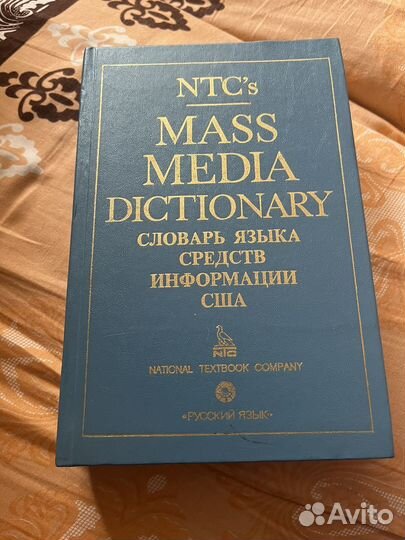 NTC's
MASS
MEDIA
DICTIONARY
СЛОВАРЬ ЯЗЫКА
СРЕДСТВ
ИНФОРМАЦИИ
США
NTC
NATIONAL TEXTBOOK COMPANY
«РУССКИЙ ЯЗЫК»
Avito